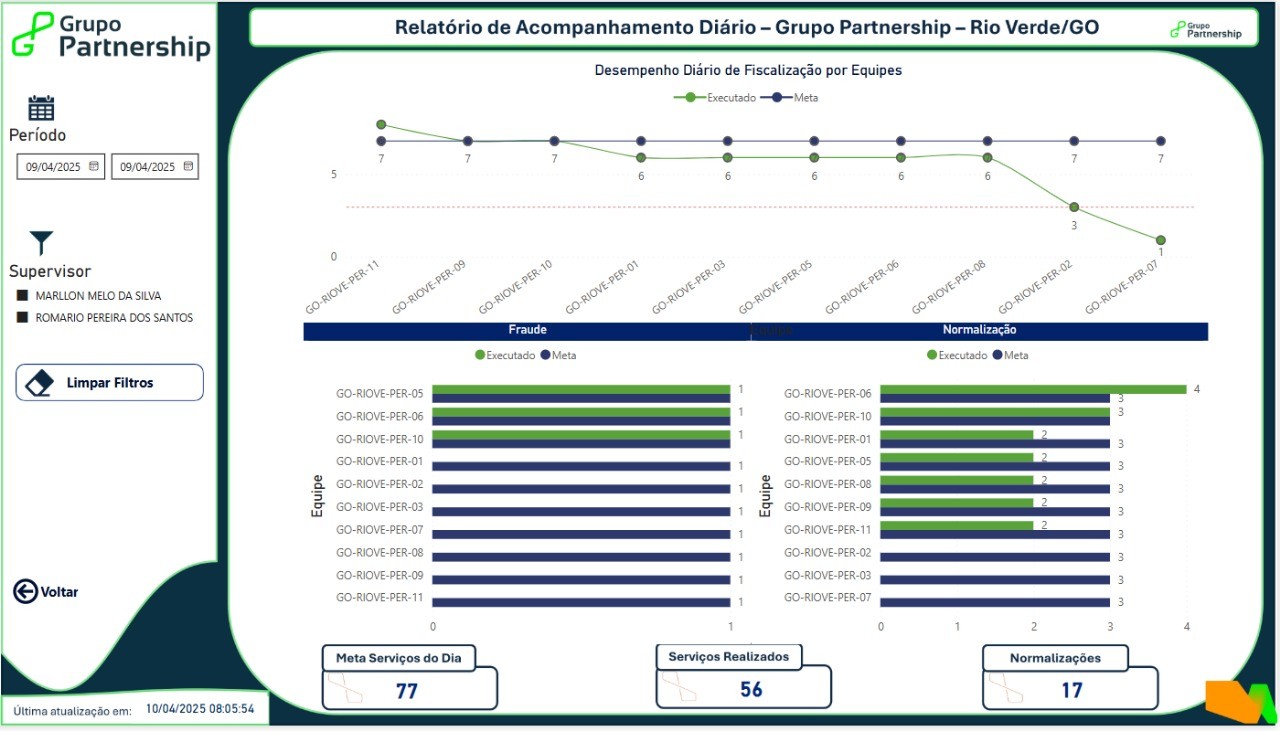 Grupo
Partnership
Relatório de Acompanhamento Diário – Grupo Partnership – Rio Verde/GO
Grupo
Partnership
Período
09/04/2025 09/04/2025
Supervisor
MARLLON MELO DA SILVA
ROMARIO PEREIRA DOS SANTOS
Limpar Filtros
Voltar
Última atualização em: 10/04/2025 08:05:54
Desempenho Diário de Fiscalização por Equipes
Executado Meta
7 7 7 7 7
5
6 6 6 6 6
3
0
1
GO-RIOVE-PER-11 GO-RIOVE-PER-09 GO-RIOVE-PER-10 GO-RIOVE-PER-01 GO-RIOVE-PER-03 GO-RIOVE-PER-05 GO-RIOVE-PER-06 GO-RIOVE-PER-08 GO-RIOVE-PER-02 GO-RIOVE-PER-07
Fraude
Executado Meta
Equipe
GO-RIOVE-PER-05 1
GO-RIOVE-PER-06 1
GO-RIOVE-PER-10 1
GO-RIOVE-PER-01 1
GO-RIOVE-PER-02 1
GO-RIOVE-PER-03 1
GO-RIOVE-PER-07 1
GO-RIOVE-PER-08 1
GO-RIOVE-PER-09 1
GO-RIOVE-PER-11 1
0 1
Equipe
Normalização
Executado Meta
Equipe
GO-RIOVE-PER-06 4 3
GO-RIOVE-PER-10 3
GO-RIOVE-PER-01 2 3
GO-RIOVE-PER-05 2 3
GO-RIOVE-PER-08 2 3
GO-RIOVE-PER-09 2 3
GO-RIOVE-PER-11 2 3
GO-RIOVE-PER-02 3
GO-RIOVE-PER-03 3
GO-RIOVE-PER-07 3
0 1 2 3 4
Meta Serviços do Dia
77
Serviços Realizados
56
Normalizações
17